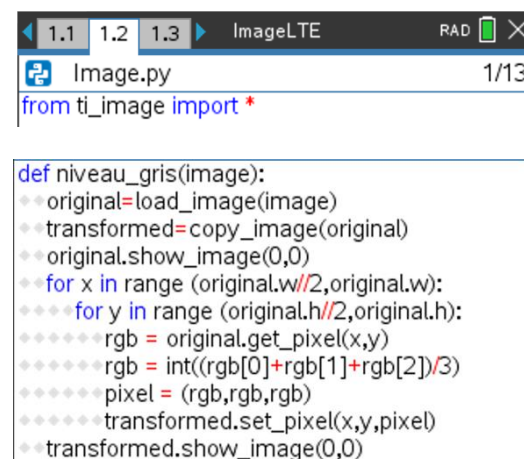 1.1 1.2 1.3 ImageLTE RAD
Image.py 1/13
from ti_image import *
def niveau_gris(image):
original=load_image(image)
transformed=copy_image(original)
original.show_image(0,0)
for x in range (original.w//2,original.w):
for y in range (original.h//2,original.h):
rgb = original.get_pixel(x,y)
rgb = int((rgb[0]+rgb[1]+rgb[2])/3)
pixel = (rgb,rgb,rgb)
transformed.set_pixel(x,y,pixel)
transformed.show_image(0,0)